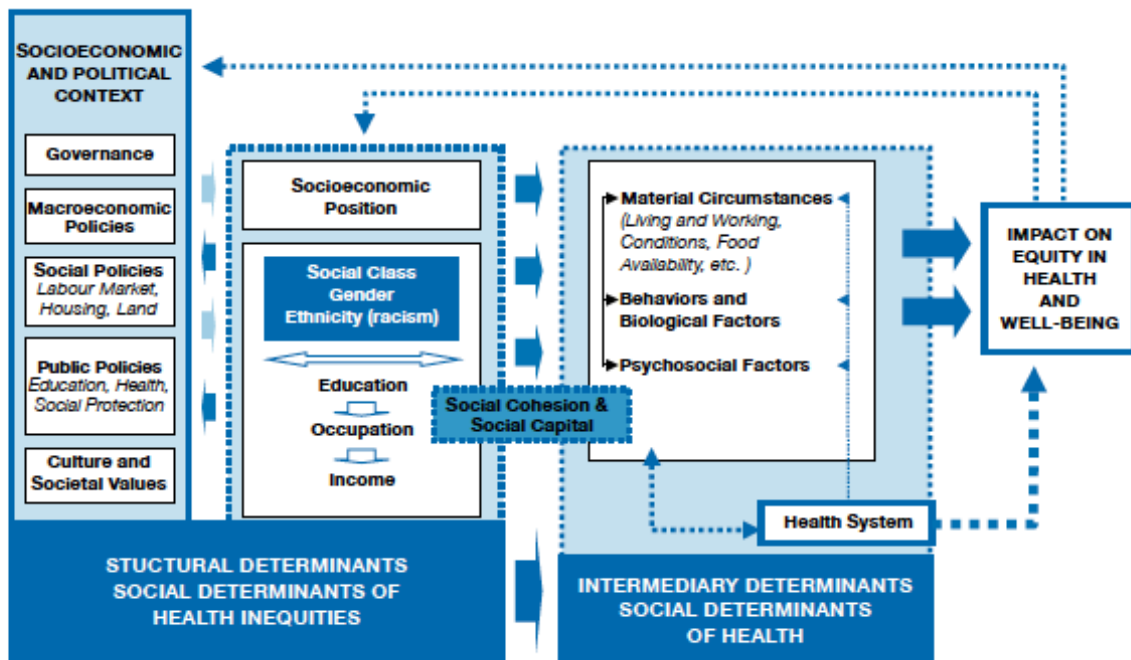 SOCIOECONOMIC
AND POLITICAL
CONTEXT
Governance
Macroeconomic
Policies
Social Policies
Labour Market,
Housing, Land
Public Policies
Education, Health,
Social Protection
Culture and
Societal Values
Socioeconomic
Position
Social Class
Gender
Ethnicity (racism)
Education
Occupation
Income
Social Cohesion &
Social Capital
Material Circumstances
(Living and Working,
Conditions, Food
Availability, etc. )
Behaviors and
Biological Factors
Psychosocial Factors
Health System
IMPACT ON
EQUITY IN
HEALTH
AND
WELL-BEING
STUCTURAL DETERMINANTS
SOCIAL DETERMINANTS OF
HEALTH INEQUITIES
INTERMEDIARY DETERMINANTS
SOCIAL DETERMINANTS
OF HEALTH